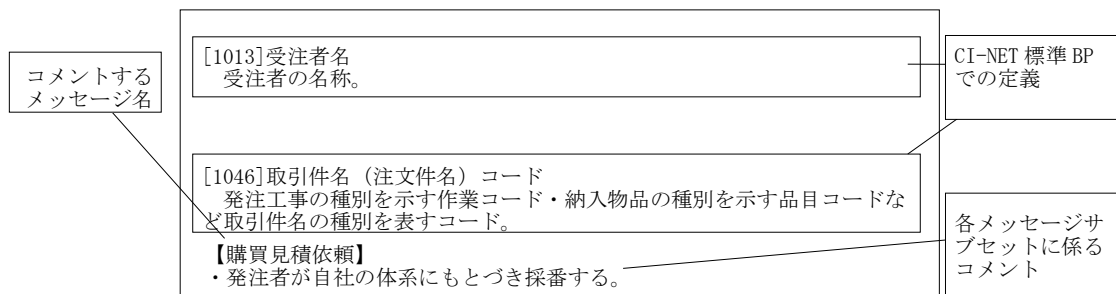 コメントする
メッセージ名
[1013]受注者名
受注者の名称。
CI-NET 標準 BP
での定義
[1046]取引件名（注文件名）コード
発注工事の種別を示す作業コード・納入物品の種別を示す品目コードな
ど取引件名の種別を表すコード。
【購買見積依頼】
・発注者が自社の体系にもとづき採番する。
各メッセージサ
ブセットに係る
コメント